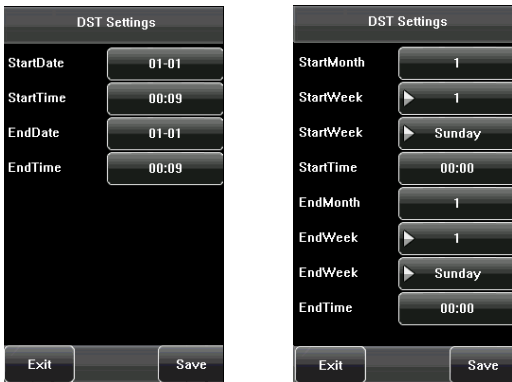 DST Settings
StartDate 01-01
StartTime 00:09
EndDate 01-01
EndTime 00:09
Exit Save
DST Settings
StartMonth 1
StartWeek 1
StartWeek Sunday
StartTime 00:00
EndMonth 1
EndWeek 1
EndWeek Sunday
EndTime 00:00
Exit Save